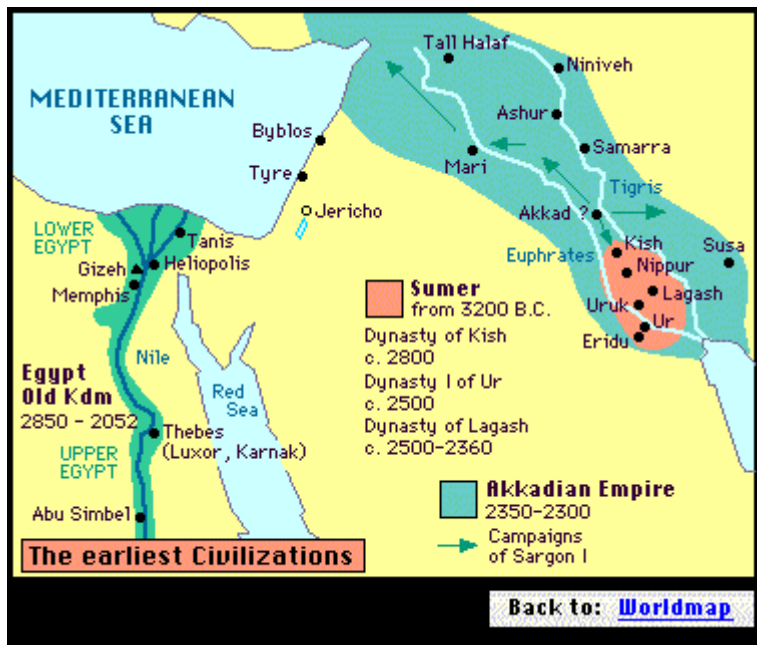 Tall Halaf
Niniveh
MEDITERRANEAN
SEA
Ashur
Byblos
Samarra
Mari
Tyre
Tigris
Jericho
Akkad ?
LOWER
EGYPT
Tanis
Kish
Susa
Euphrates
Gizeh
Heliopolis
Nippur
Memphis
Sumer
from 3200 B.C.
Lagash
Uruk
Ur
Eridu
Dynasty of Kish
c. 2800
Nile
Egypt
Old Kdm
2850 - 2052
Red
Sea
Dynasty I of Ur
c. 2500
Dynasty of Lagash
c. 2500-2360
Thebes
(Luxor, Karnak)
UPPER
EGYPT
Akkadian Empire
2350-2300
Abu Simbel
Campaigns
of Sargon I
The earliest Civilizations
Back to: Worldmap